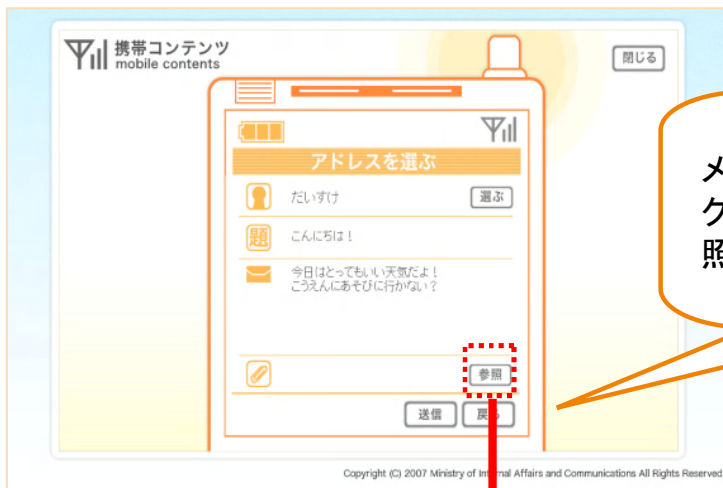 携帯コンテンツ
mobile contents
閉じる
アドレスを選ぶ
だいすけ
選ぶ
題
こんにちは！
今日はとってもいい天気だよ！
こうえんにあそびに行かない？
参照
送信
戻る
メ
ク
照
Copyright (C) 2007 Ministry of Internal Affairs and Communications All Rights Reserved